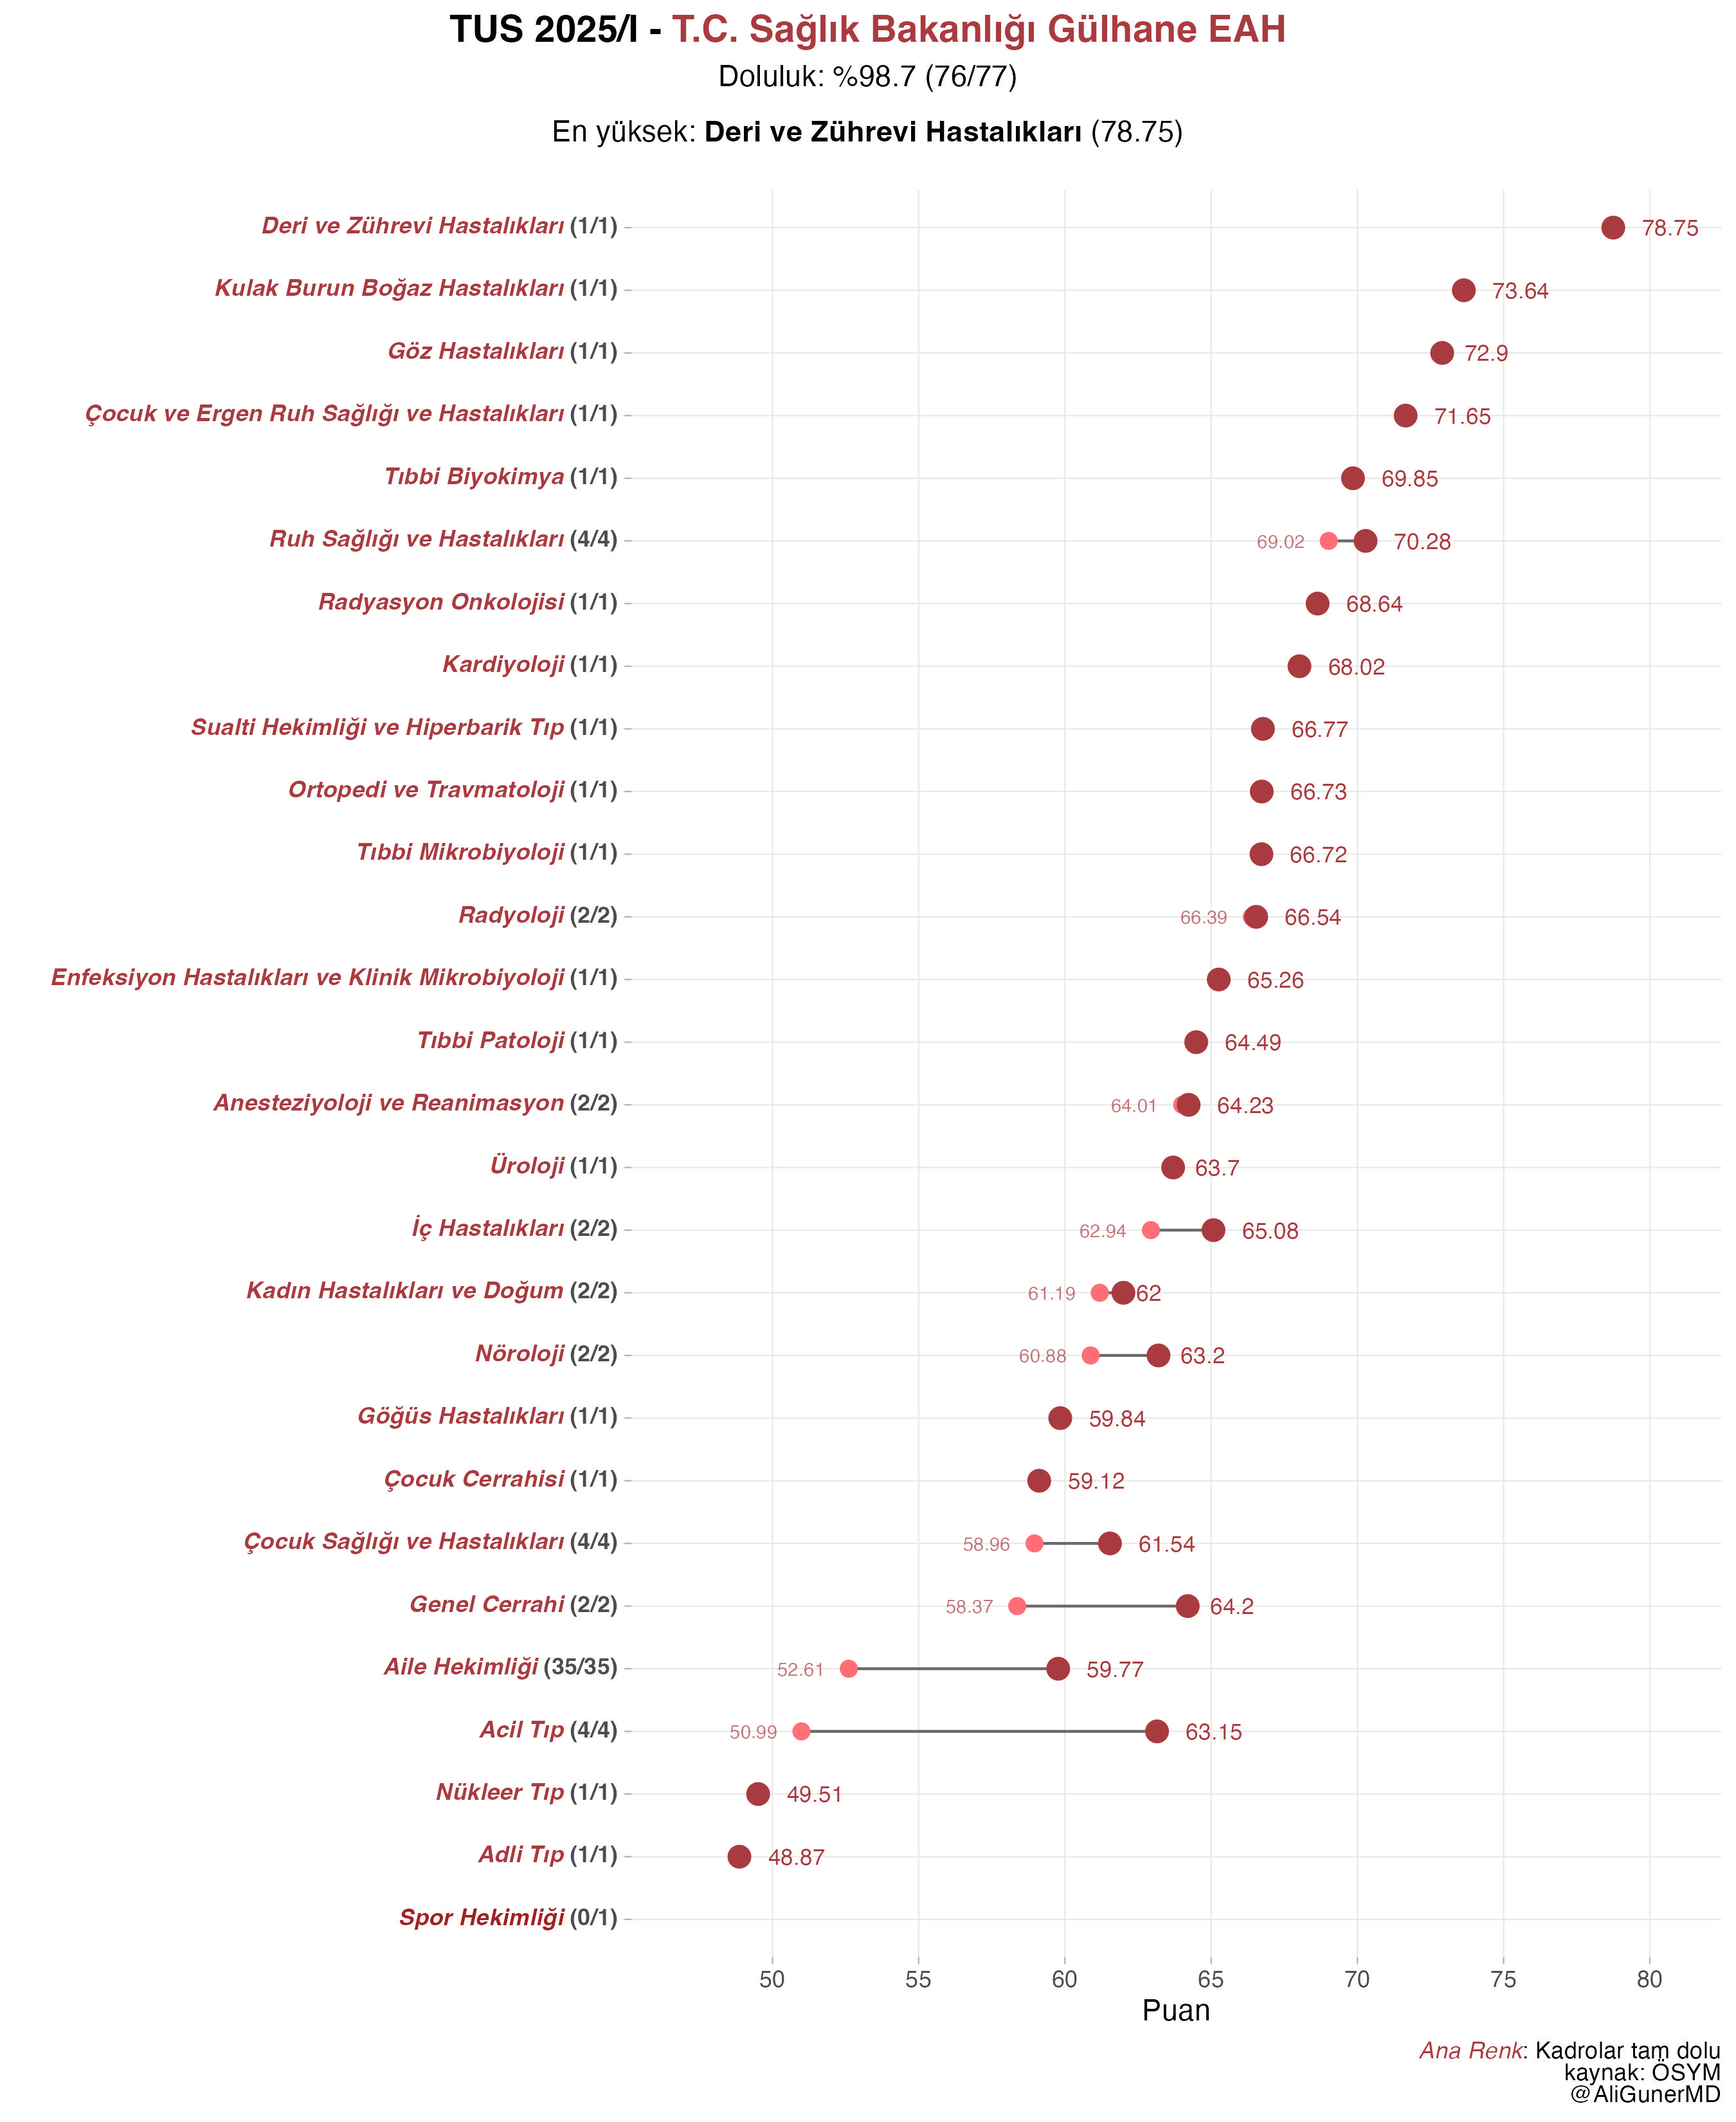 TUS 2025/I - T.C. Sağlık Bakanlığı Gülhane EAH
Doluluk: %98.7 (76/77)
En yüksek: Deri ve Zührevi Hastalıkları (78.75)
Deri ve Zührevi Hastalıkları (1/1) 78.75
Kulak Burun Boğaz Hastalıkları (1/1) 73.64
Göz Hastalıkları (1/1) 72.9
Çocuk ve Ergen Ruh Sağlığı ve Hastalıkları (1/1) 71.65
Tıbbi Biyokimya (1/1) 69.85
Ruh Sağlığı ve Hastalıkları (4/4) 69.02 70.28
Radyasyon Onkolojisi (1/1) 68.64
Kardiyoloji (1/1) 68.02
Sualti Hekimliği ve Hiperbarik Tıp (1/1) 66.77
Ortopedi ve Travmatoloji (1/1) 66.73
Tıbbi Mikrobiyoloji (1/1) 66.72
Radyoloji (2/2) 66.39 66.54
Enfeksiyon Hastalıkları ve Klinik Mikrobiyoloji (1/1) 65.26
Tıbbi Patoloji (1/1) 64.49
Anesteziyoloji ve Reanimasyon (2/2) 64.01 64.23
Üroloji (1/1) 63.7
İç Hastalıkları (2/2) 62.94 65.08
Kadın Hastalıkları ve Doğum (2/2) 61.19 62
Nöroloji (2/2) 60.88 63.2
Göğüs Hastalıkları (1/1) 59.84
Çocuk Cerrahisi (1/1) 59.12
Çocuk Sağlığı ve Hastalıkları (4/4) 58.96 61.54
Genel Cerrahi (2/2) 58.37 64.2
Aile Hekimliği (35/35) 52.61 59.77
Acil Tıp (4/4) 50.99 63.15
Nükleer Tıp (1/1) 49.51
Adli Tıp (1/1) 48.87
Spor Hekimliği (0/1)
50 55 60 65 70 75 80
Puan
Ana Renk: Kadrolar tam dolu
kaynak: ÖSYM
@AliGunerMD